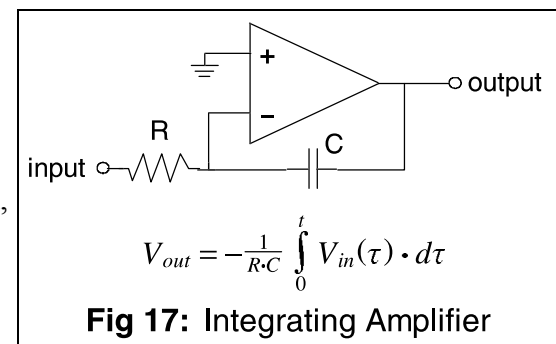 +
output
−
R
C
input
,
V_out = −1/(R·C) ∫_0^t V_in(τ) · dτ
Fig 17: Integrating Amplifier